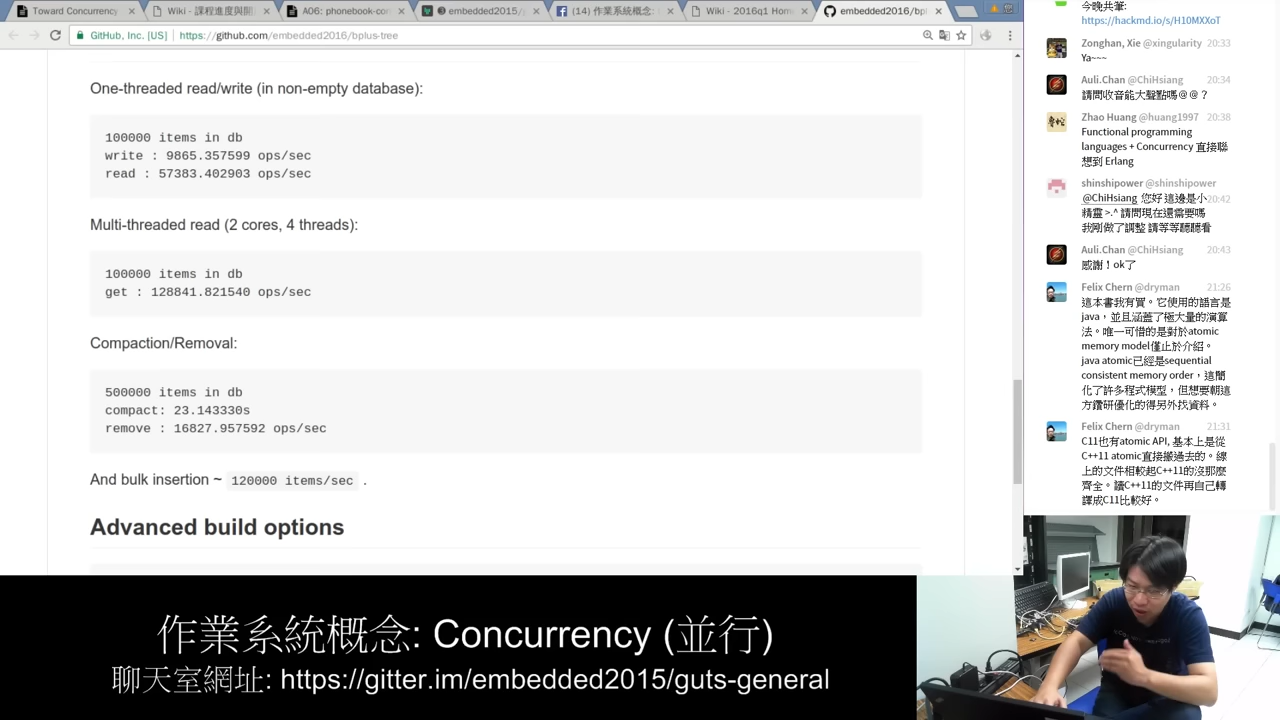 Toward Concurrency
Wiki - 課程進度與開
A06: phonebook-con
embedded2015/
(14) 作業系統概念:
Wiki - 2016q1 Hom
embedded2016/bpl
GitHub, Inc. [US]
https://github.com/embedded2016/bplus-tree
One-threaded read/write (in non-empty database):
100000 items in db
write : 9865.357599 ops/sec
read : 57383.402903 ops/sec
Multi-threaded read (2 cores, 4 threads):
100000 items in db
get : 128841.821540 ops/sec
Compaction/Removal:
500000 items in db
compact: 23.143330s
remove : 16827.957592 ops/sec
And bulk insertion ~ 120000 items/sec .
Advanced build options
今晚共筆:
https://hackmd.io/s/H10MXXoT
Zonghan, Xie @xingularity 20:33
Ya~~~
Auli.Chan @ChiHsiang 20:34
請問收音能大聲點嗎@@?
Zhao Huang @huang1997 20:38
Functional programming
languages + Concurrency 直接聯
想到 Erlang
shinshipower @shinshipower
@ChiHsiang 您好 這邊是小 20:42
精靈 >.^ 請問現在還需要嗎
我剛做了調整 請等等聽聽看
Auli.Chan @ChiHsiang 20:43
感謝!ok了
Felix Chern @dryman 21:26
這本書我有買。它使用的語言是
java,並且涵蓋了極大量的演算
法。唯一可惜的是對於atomic
memory model僅止於介紹。
java atomic已經是sequential
consistent memory order,這簡
化了許多程式模型,但想要朝這
方鑽研優化的得另外找資料。
Felix Chern @dryman 21:31
C11也有atomic API, 基本上是從
C++11 atomic直接搬過去的。線
上的文件相較起C++11的沒那麼
齊全。讀C++11的文件再自己轉
譯成C11比較好。
作業系統概念: Concurrency (並行)
聊天室網址: https://gitter.im/embedded2015/guts-general